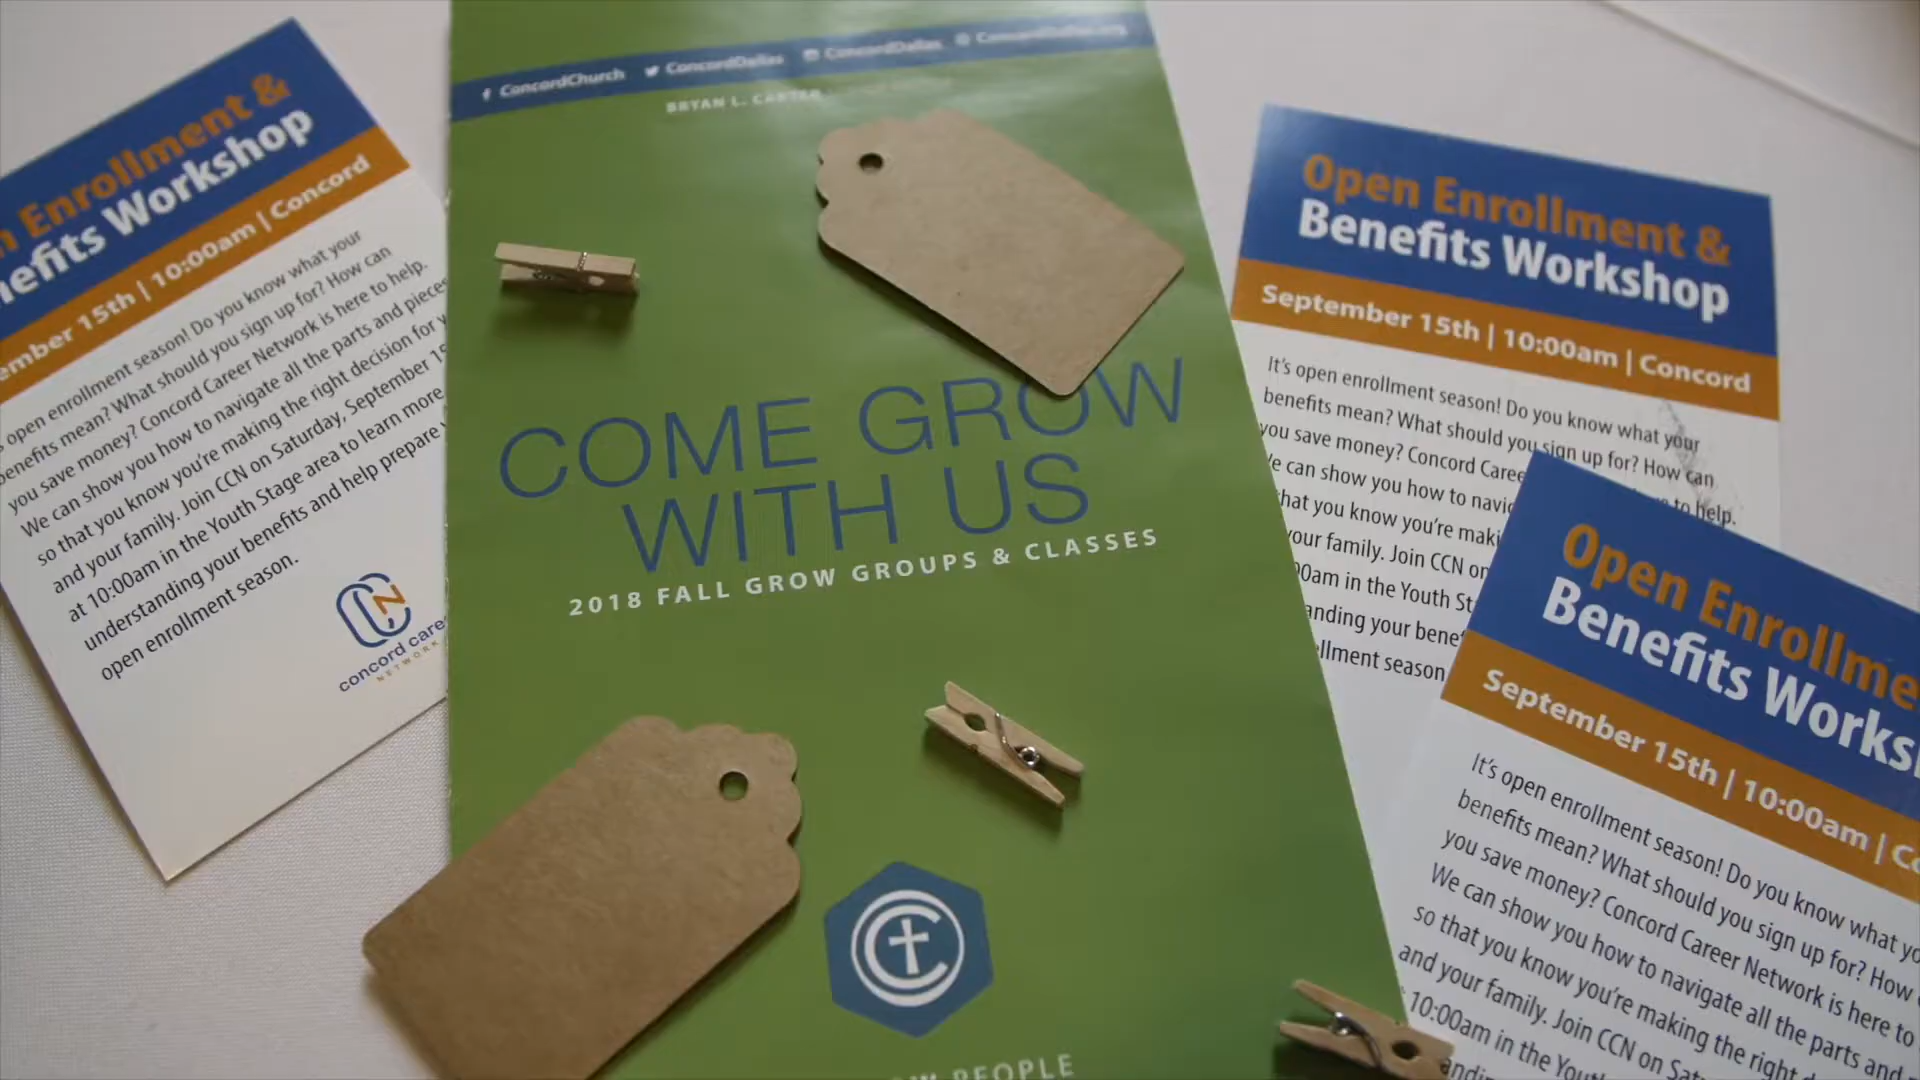 n Enrollment &
enefits Workshop
ember 15th | 10:00am | Concord
open enrollment season! Do you know what your
benefits mean? What should you sign up for? How can
you save money? Concord Career Network is here to help.
We can show you how to navigate all the parts and pieces
so that you know you're making the right decision for y
and your family. Join CCN on Saturday, September 15
at 10:00am in the Youth Stage area to learn more
understanding your benefits and help prepare
open enrollment season.
CCN
concord care
NETWORK
ConcordChurch ConcordDallas ConcordDallas ConcordDallas.org
BRYAN L. CARTER
COME GROW
WITH US
2018 FALL GROW GROUPS & CLASSES
PEOPLE
Open Enrollment &
Benefits Workshop
September 15th | 10:00am | Concord
It's open enrollment season! Do you know what your
benefits mean? What should you sign up for? How can
you save money? Concord Caree
to help.
e can show you how to navig
hat you know you're maki
our family. Join CCN on
00am in the Youth St
anding your bene
llment season
Open Enrollme
Benefits Works
September 15th | 10:00am | Co
It's open enrollment season! Do you know what yo
benefits mean? What should you sign up for? How
you save money? Concord Career Network is here to
We can show you how to navigate all the parts and
so that you know you're making the right d
and your family. Join CCN on Satu
10:00am in the Yout
andi